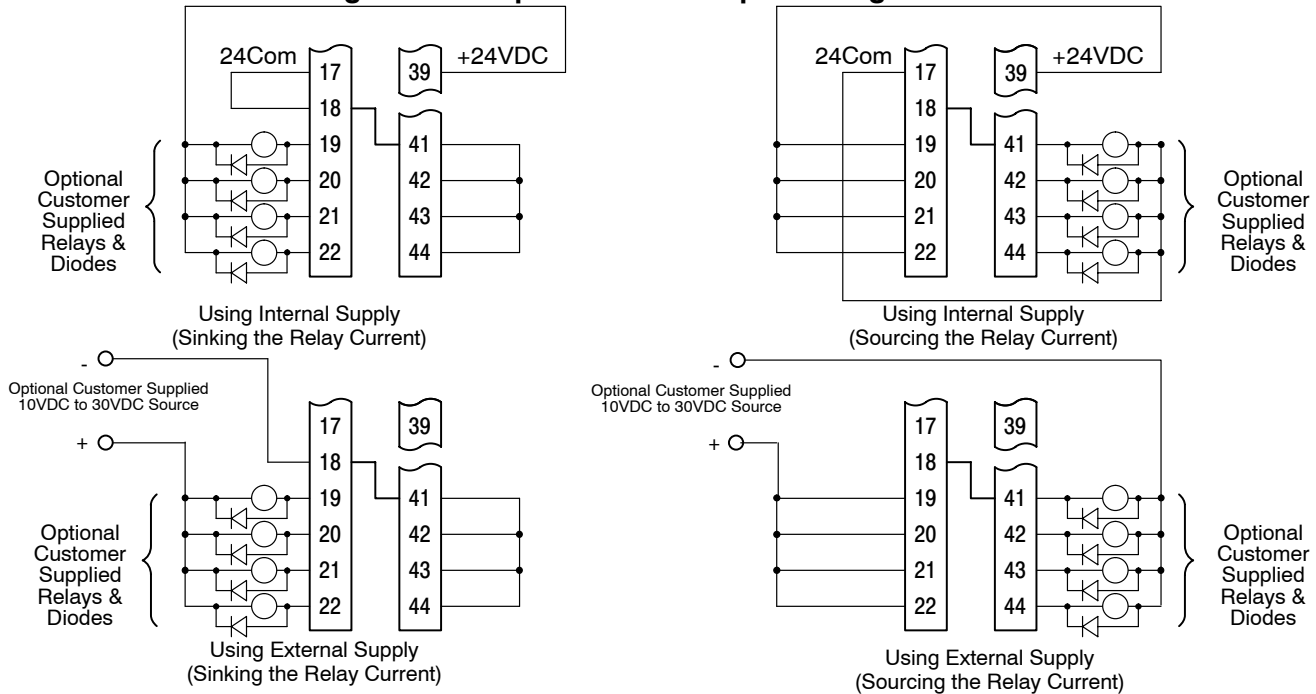 24Com
17
39
+24VDC
18
19
41
20
42
21
43
22
44
Optional
Customer
Supplied
Relays &
Diodes
Using Internal Supply
(Sinking the Relay Current)
24Com
17
39
+24VDC
18
19
41
20
42
21
43
22
44
Optional
Customer
Supplied
Relays &
Diodes
Using Internal Supply
(Sourcing the Relay Current)
-
Optional Customer Supplied
10VDC to 30VDC Source
+
17
39
18
19
41
20
42
21
43
22
44
Optional
Customer
Supplied
Relays &
Diodes
Using External Supply
(Sinking the Relay Current)
-
Optional Customer Supplied
10VDC to 30VDC Source
+
17
39
18
19
41
20
42
21
43
22
44
Optional
Customer
Supplied
Relays &
Diodes
Using External Supply
(Sourcing the Relay Current)